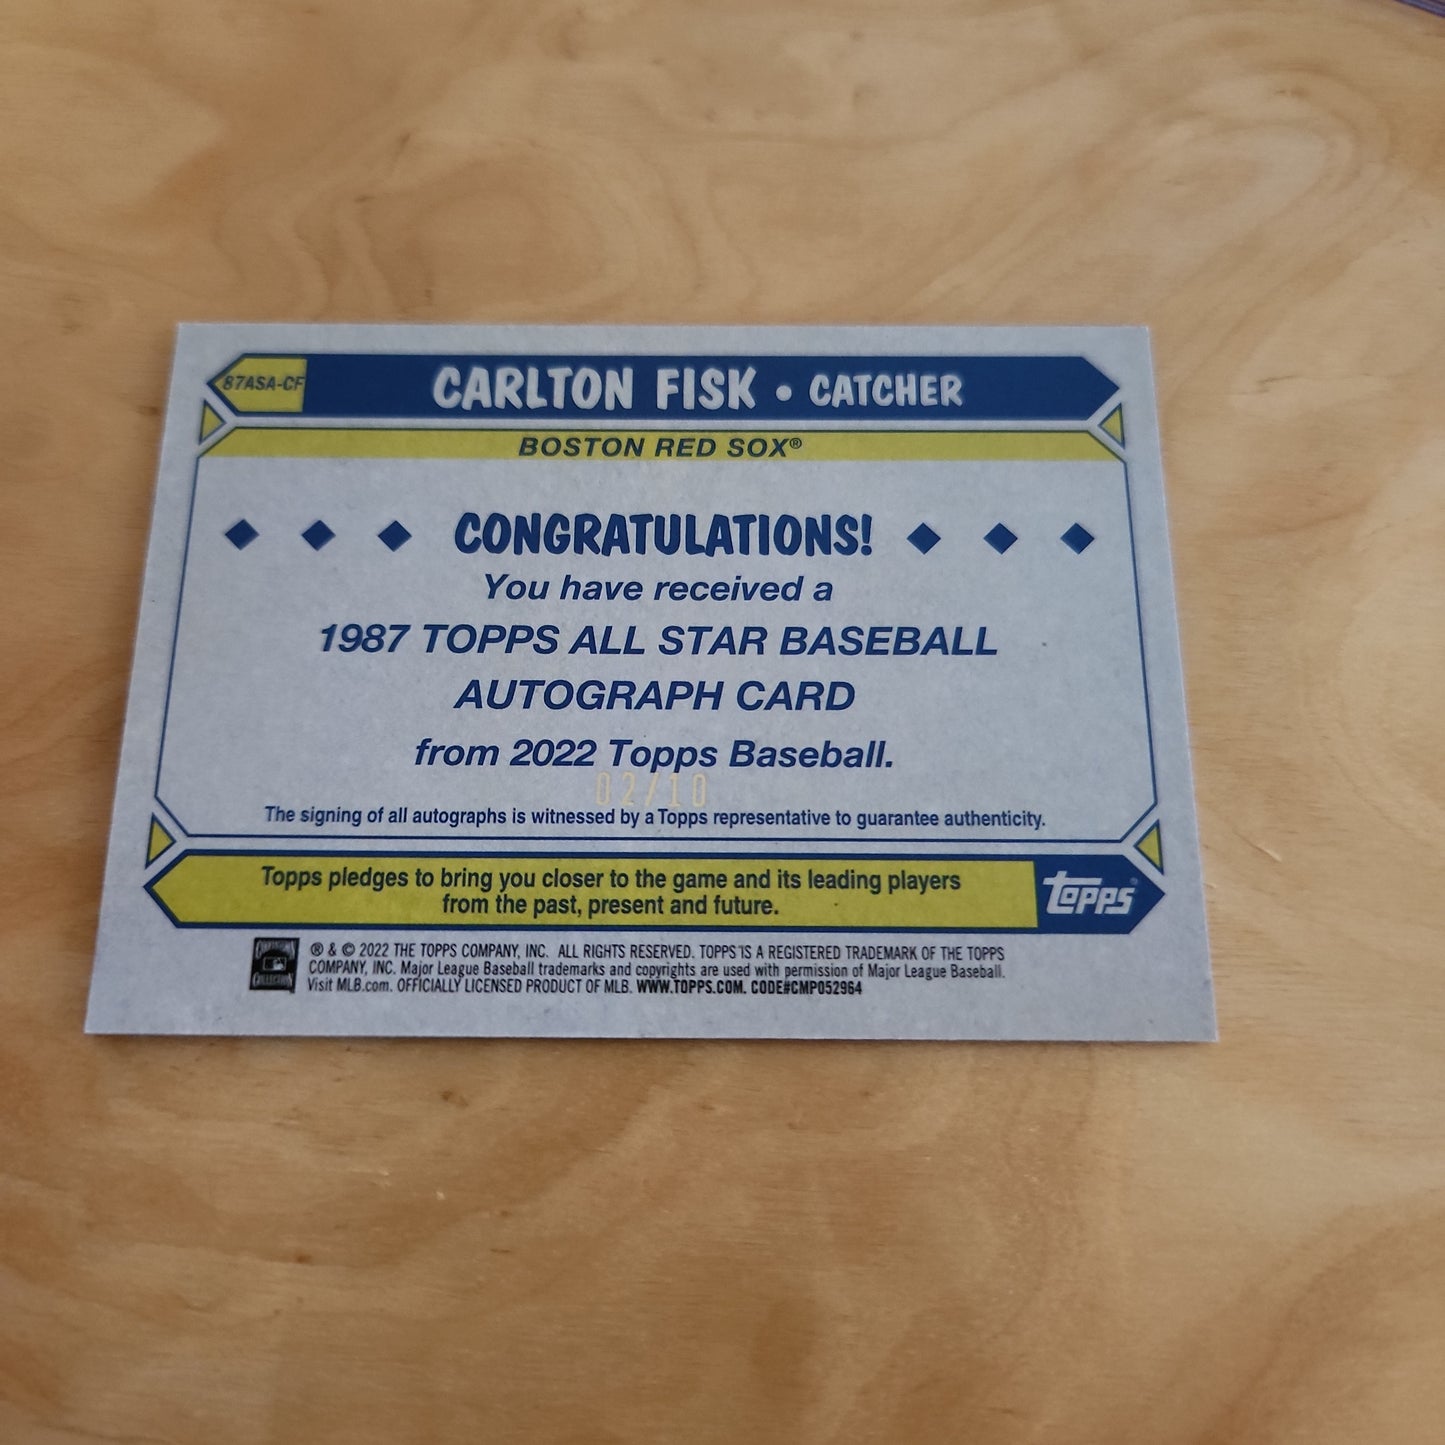 87ASA-CF
CARLTON FISK • CATCHER
BOSTON RED SOX®
CONGRATULATIONS!
You have received a
1987 TOPPS ALL STAR BASEBALL
AUTOGRAPH CARD
from 2022 Topps Baseball.
02/10
The signing of all autographs is witnessed by a Topps representative to guarantee authenticity.
Topps pledges to bring you closer to the game and its leading players
from the past, present and future.
topps®
® & © 2022 THE TOPPS COMPANY, INC. ALL RIGHTS RESERVED. TOPPS IS A REGISTERED TRADEMARK OF THE TOPPS
COMPANY, INC. Major League Baseball trademarks and copyrights are used with permission of Major League Baseball.
Visit MLB.com. OFFICIALLY LICENSED PRODUCT OF MLB. WWW.TOPPS.COM. CODE#CMP052964